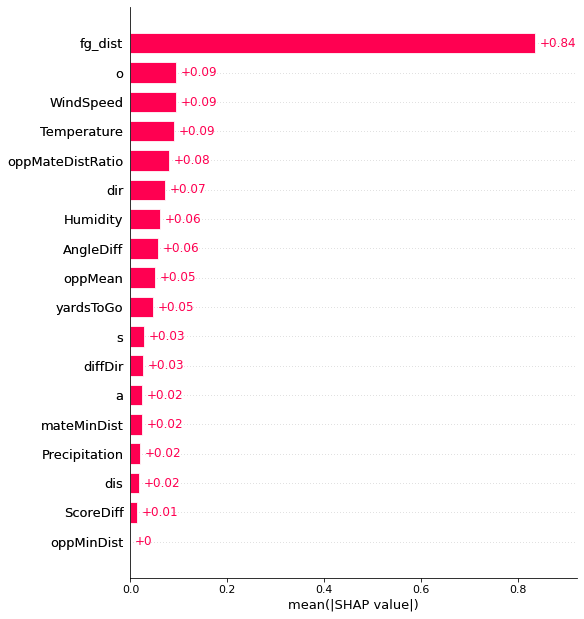 fg_dist +0.84
o +0.09
WindSpeed +0.09
Temperature +0.09
oppMateDistRatio +0.08
dir +0.07
Humidity +0.06
AngleDiff +0.06
oppMean +0.05
yardsToGo +0.05
s +0.03
diffDir +0.03
a +0.02
mateMinDist +0.02
Precipitation +0.02
dis +0.02
ScoreDiff +0.01
oppMinDist +0
0.0 0.2 0.4 0.6 0.8
mean(|SHAP value|)